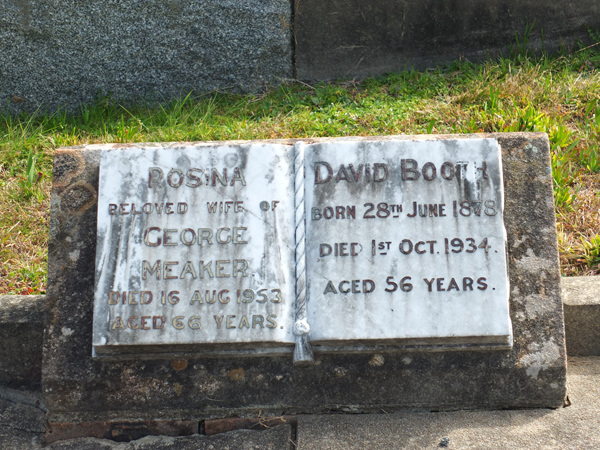 ROSINA
BELOVED WIFE OF
GEORGE
MEAKER
DIED 16 AUG 1953
AGED 66 YEARS.
DAVID BOOTH
BORN 28TH JUNE 1878
DIED 1ST OCT. 1934.
AGED 56 YEARS.